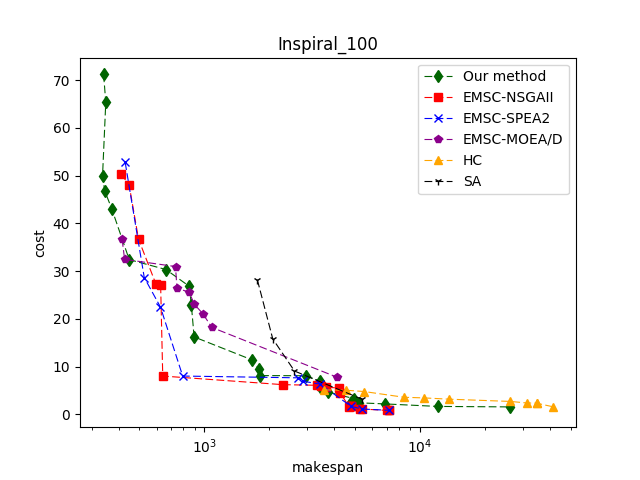 Inspiral_100
70
60
50
40
30
20
10
0
cost
10³
10⁴
makespan
Our method
EMSC-NSGAII
EMSC-SPEA2
EMSC-MOEA/D
HC
SA